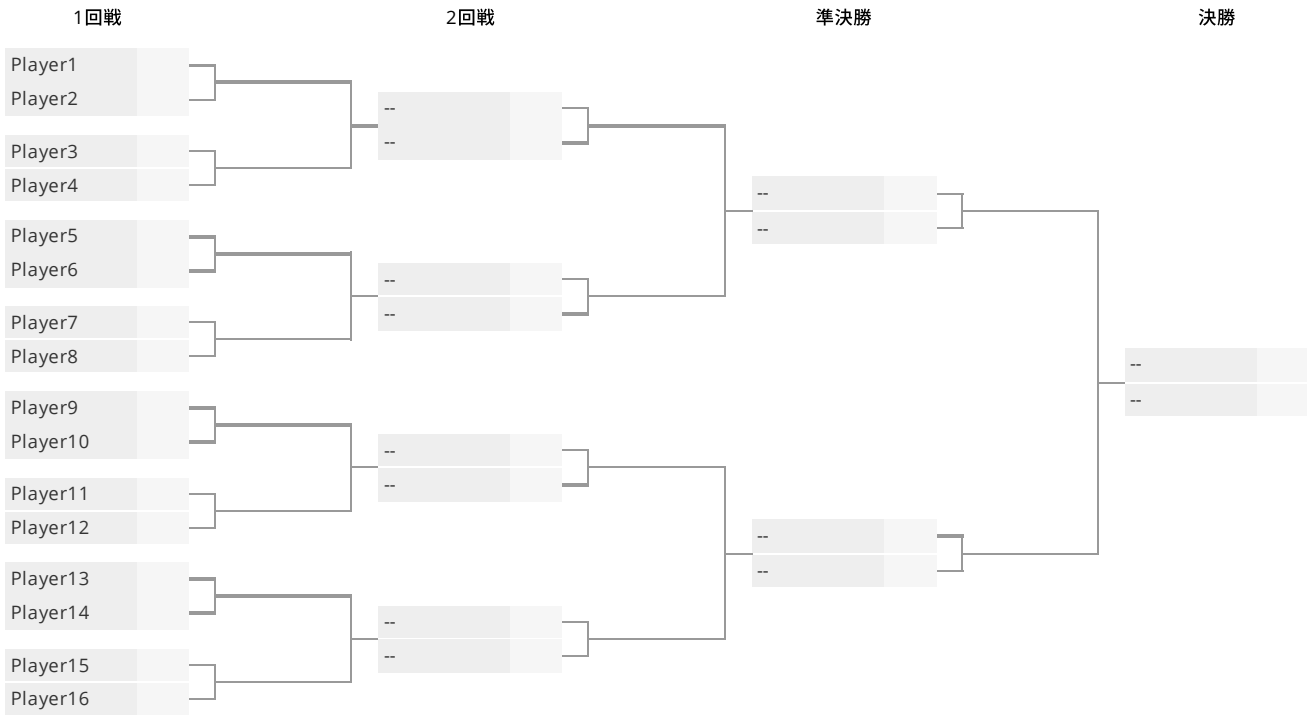 1回戦
2回戦
準決勝
決勝
Player1
Player2
Player3
Player4
Player5
Player6
Player7
Player8
Player9
Player10
Player11
Player12
Player13
Player14
Player15
Player16
--
--
--
--
--
--
--
--
--
--
--
--
--
--